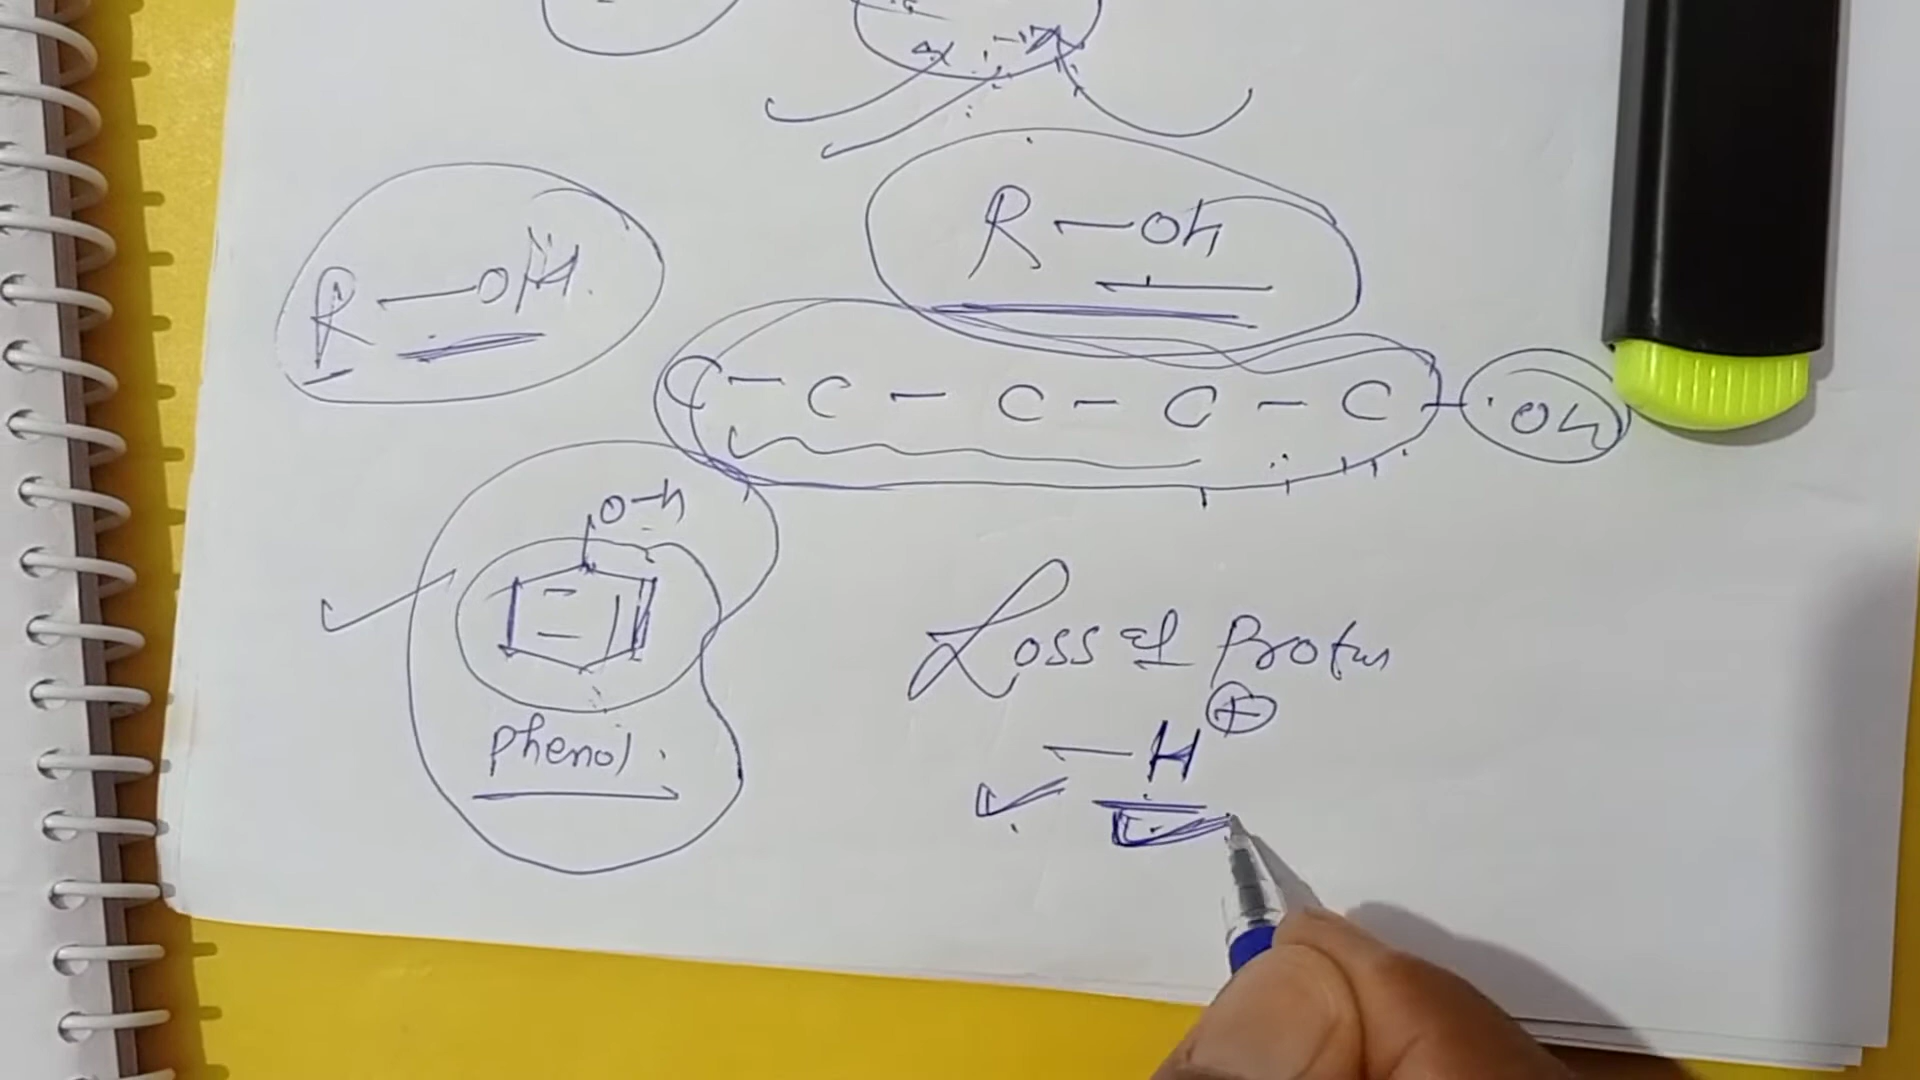 R — OH
R — Oh
C — C — C — C — C — Oh
O-h
phenol
Loss of Proton
— H⊕